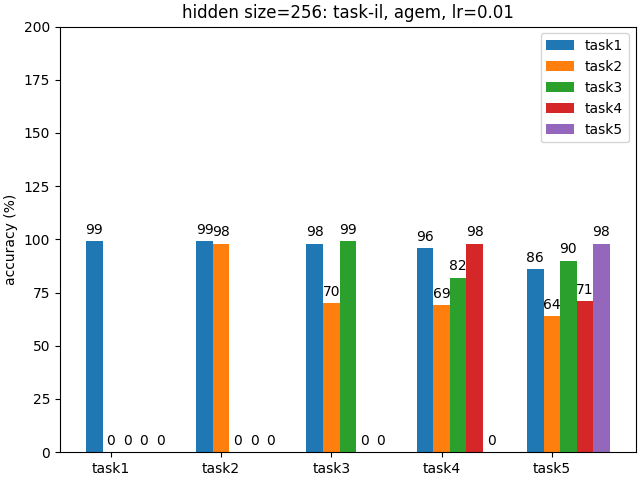 hidden size=256: task-il, agem, lr=0.01
accuracy (%)
200
175
150
125
100
75
50
25
0
task1
task2
task3
task4
task5
99
0 0 0 0
99 98
0 0 0
98 70 99
0 0
96 69 82 98
0
86 64 90 71 98
task1 task2 task3 task4 task5